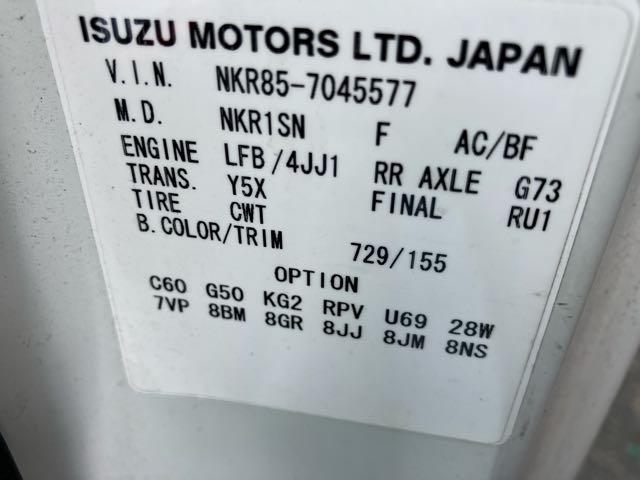 ISUZU MOTORS LTD. JAPAN
V.I.N. NKR85-7045577
M.D. NKR1SN F AC/BF
ENGINE LFB/4JJ1 RR AXLE G73
TRANS. Y5X FINAL RU1
TIRE CWT
B.COLOR/TRIM 729/155
OPTION
C60 G50 KG2 RPV U69 28W
7VP 8BM 8GR 8JJ 8JM 8NS